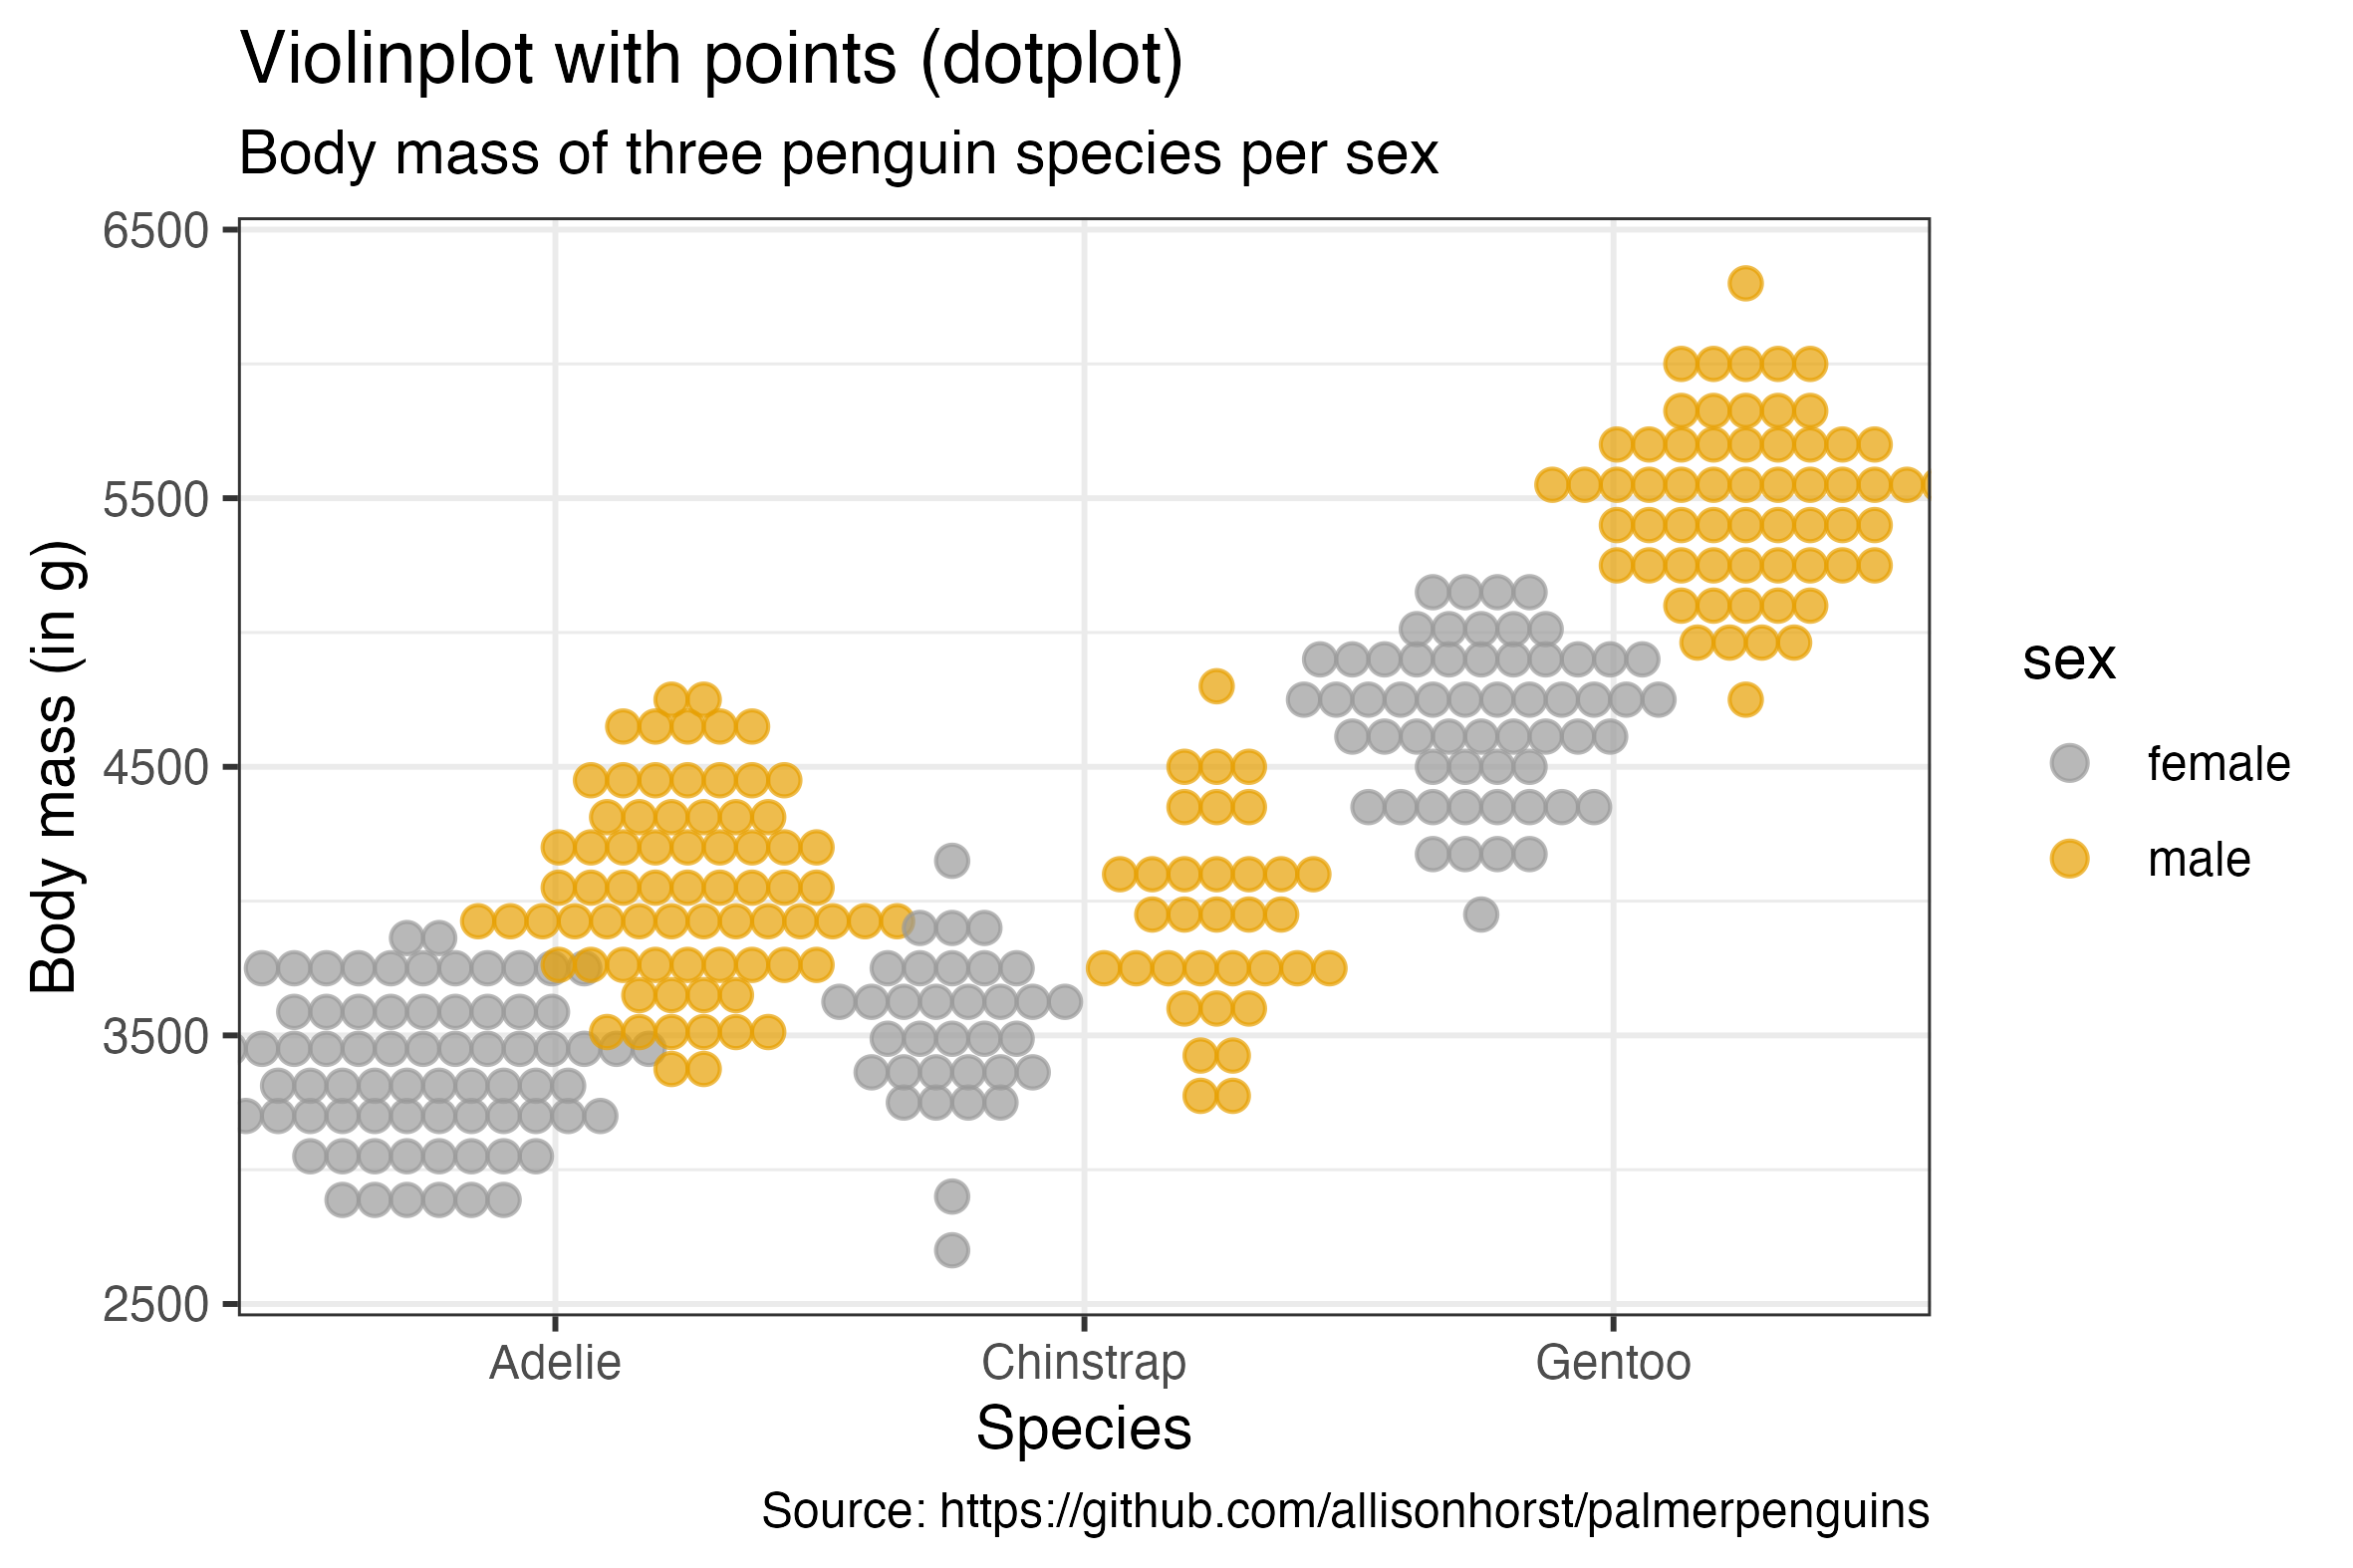 Violinplot with points (dotplot)
Body mass of three penguin species per sex
6500
5500
4500
3500
2500
Body mass (in g)
Adelie
Chinstrap
Gentoo
Species
sex
female
male
Source: https://github.com/allisonhorst/palmerpenguins